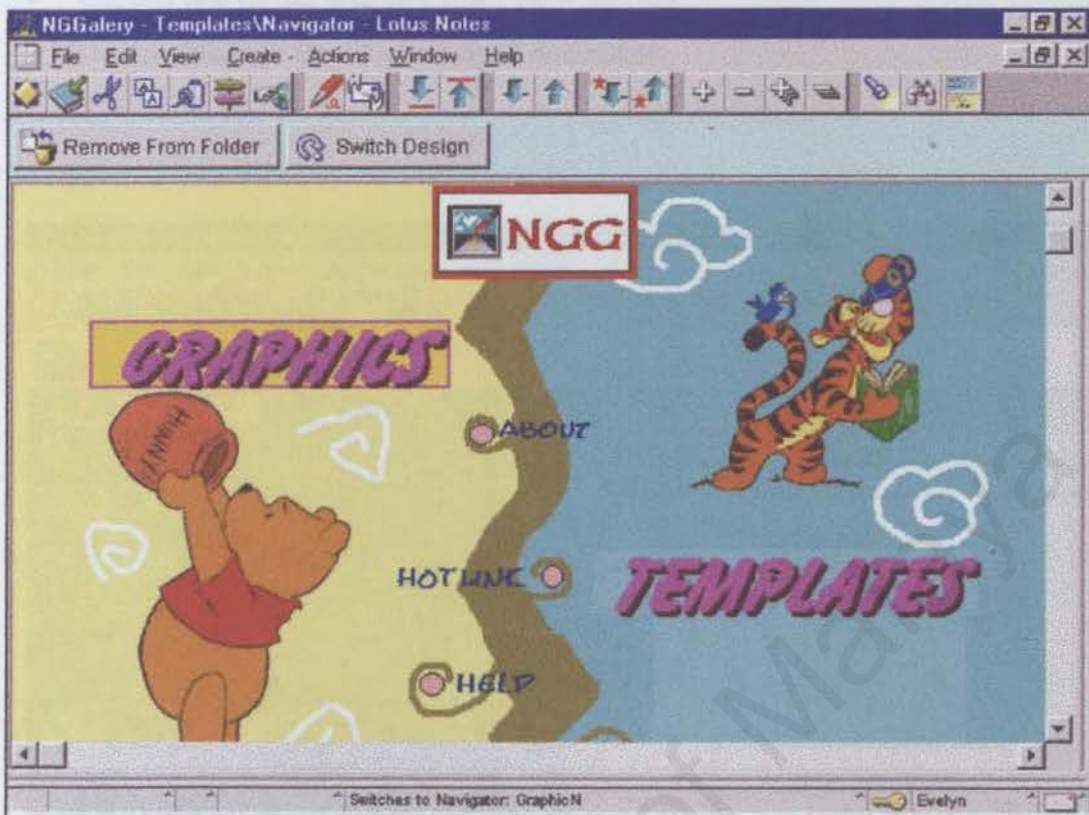 NGGalery - Templates\Navigator - Lotus Notes
File Edit View Create Actions Window Help
Remove From Folder Switch Design
NGG
GRAPHICS
HUNNY
ABOUT
HOTLINE
TEMPLATES
HELP
Switches to Navigator: GraphicN Evelyn